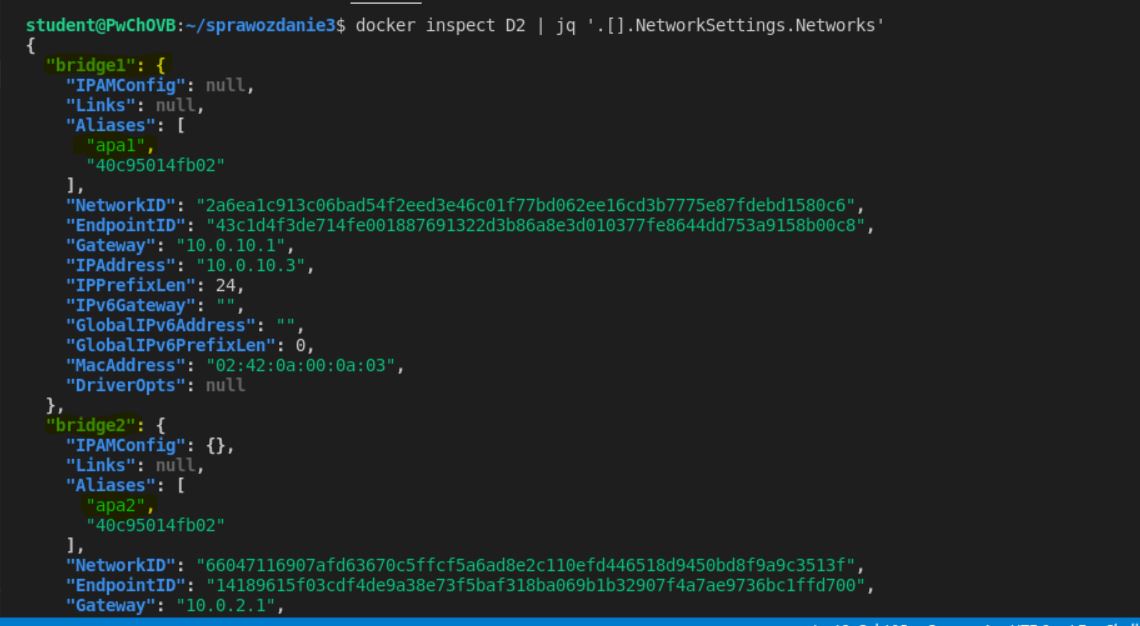 student@PwChOVB:~/sprawozdanie3$ docker inspect D2 | jq '.[].NetworkSettings.Networks'
{
  "bridge1": {
    "IPAMConfig": null,
    "Links": null,
    "Aliases": [
      "apa1",
      "40c95014fb02"
    ],
    "NetworkID": "2a6ea1c913c06bad54f2eed3e46c01f77bd062ee16cd3b7775e87fdebd1580c6",
    "EndpointID": "43c1d4f3de714fe001887691322d3b86a8e3d010377fe8644dd753a9158b00c8",
    "Gateway": "10.0.10.1",
    "IPAddress": "10.0.10.3",
    "IPPrefixLen": 24,
    "IPv6Gateway": "",
    "GlobalIPv6Address": "",
    "GlobalIPv6PrefixLen": 0,
    "MacAddress": "02:42:0a:00:0a:03",
    "DriverOpts": null
  },
  "bridge2": {
    "IPAMConfig": {},
    "Links": null,
    "Aliases": [
      "apa2",
      "40c95014fb02"
    ],
    "NetworkID": "66047116907afd63670c5ffcf5a6ad8e2c110efd446518d9450bd8f9a9c3513f",
    "EndpointID": "14189615f03cdf4de9a38e73f5baf318ba069b1b32907f4a7ae9736bc1ffd700",
    "Gateway": "10.0.2.1",